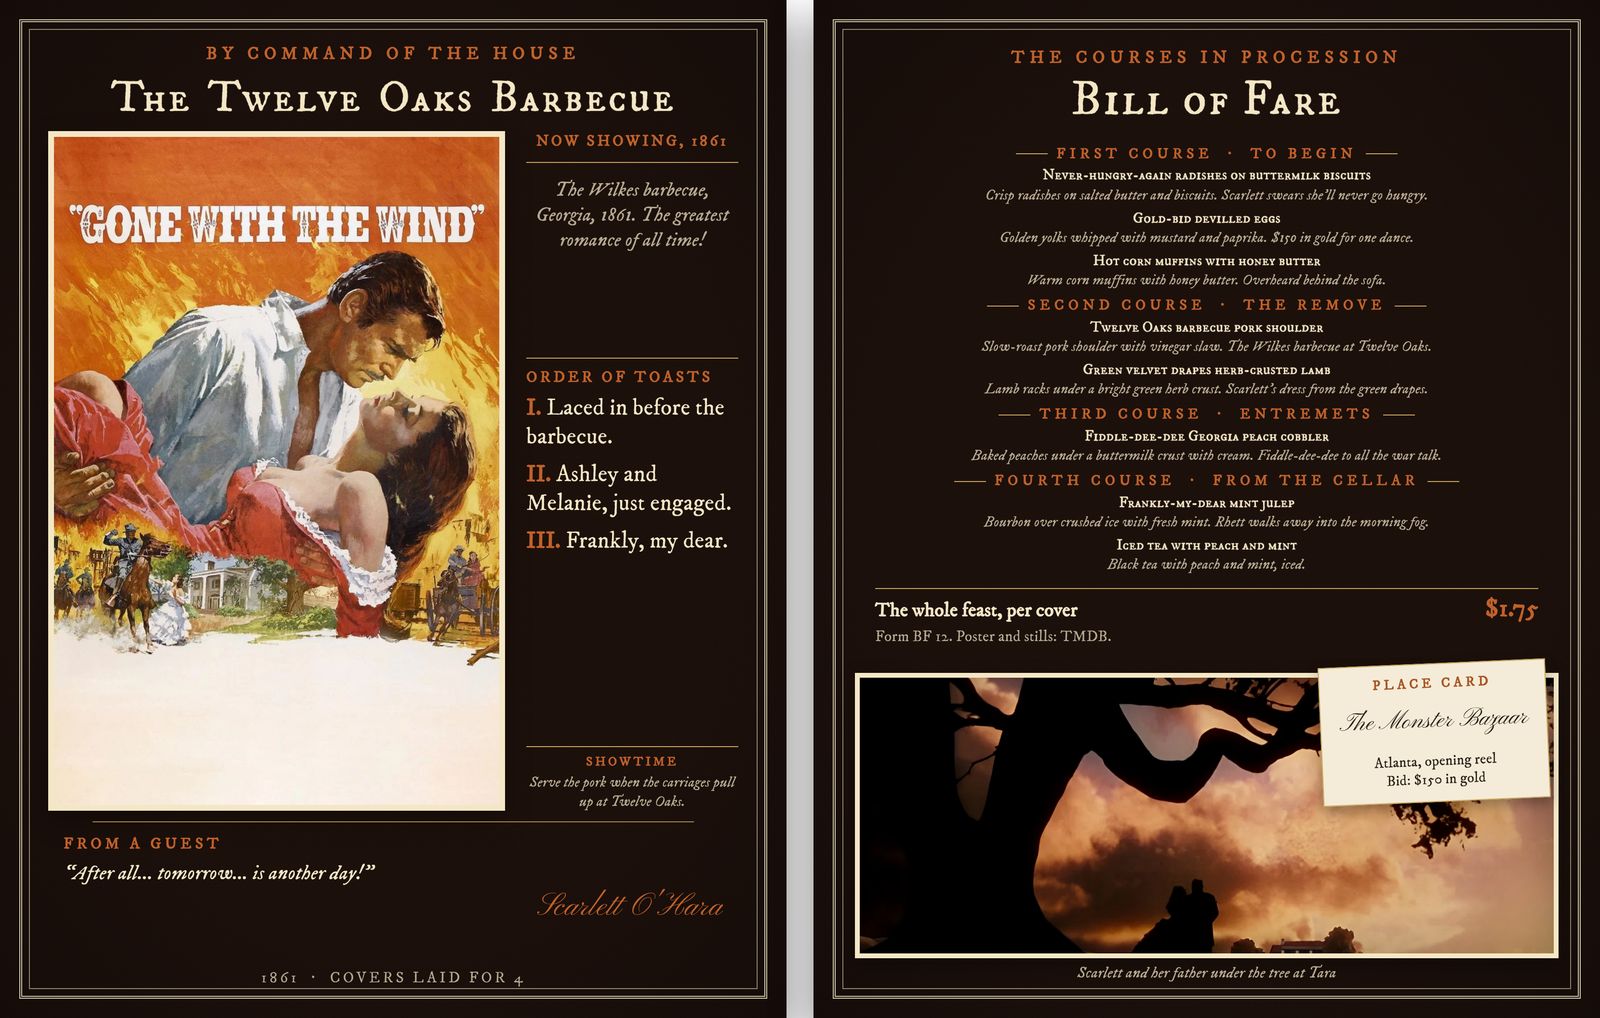 BY COMMAND OF THE HOUSE
The Twelve Oaks Barbecue
"GONE WITH THE WIND"
NOW SHOWING, 1861
The Wilkes barbecue,
Georgia, 1861. The greatest
romance of all time!
ORDER OF TOASTS
I. Laced in before the
barbecue.
II. Ashley and
Melanie, just engaged.
III. Frankly, my dear.
SHOWTIME
Serve the pork when the carriages pull
up at Twelve Oaks.
FROM A GUEST
“After all... tomorrow... is another day!”
Scarlett O'Hara
1861 · COVERS LAID FOR 4
THE COURSES IN PROCESSION
Bill of Fare
FIRST COURSE · TO BEGIN
Never-hungry-again radishes on buttermilk biscuits
Crisp radishes on salted butter and biscuits. Scarlett swears she'll never go hungry.
Gold-bid devilled eggs
Golden yolks whipped with mustard and paprika. $150 in gold for one dance.
Hot corn muffins with honey butter
Warm corn muffins with honey butter. Overheard behind the sofa.
SECOND COURSE · THE REMOVE
Twelve Oaks barbecue pork shoulder
Slow-roast pork shoulder with vinegar slaw. The Wilkes barbecue at Twelve Oaks.
Green velvet drapes herb-crusted lamb
Lamb racks under a bright green herb crust. Scarlett's dress from the green drapes.
THIRD COURSE · ENTREMETS
Fiddle-dee-dee Georgia peach cobbler
Baked peaches under a buttermilk crust with cream. Fiddle-dee-dee to all the war talk.
FOURTH COURSE · FROM THE CELLAR
Frankly-my-dear mint julep
Bourbon over crushed ice with fresh mint. Rhett walks away into the morning fog.
Iced tea with peach and mint
Black tea with peach and mint, iced.
The whole feast, per cover
$1.75
Form BF 12. Poster and stills: TMDB.
PLACE CARD
The Monster Bazaar
Atlanta, opening reel
Bid: $150 in gold
Scarlett and her father under the tree at Tara